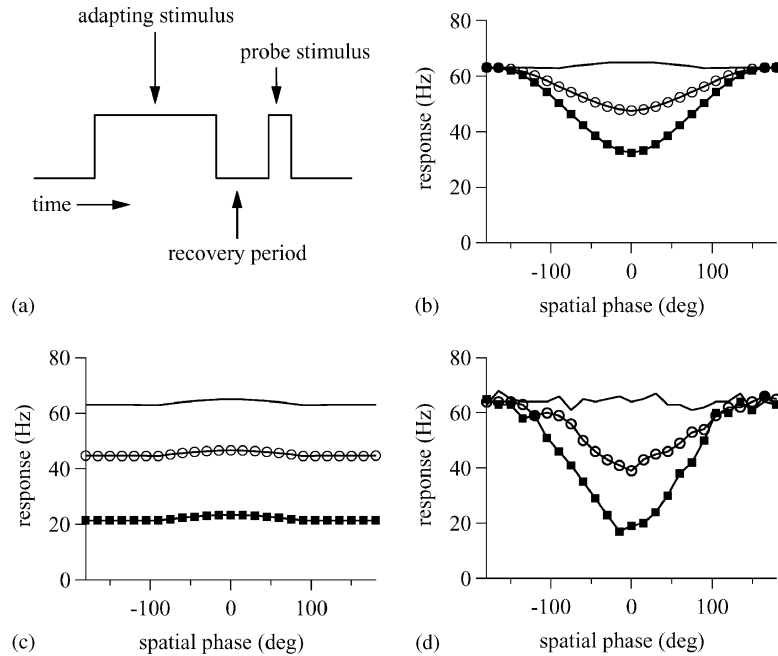 adapting stimulus
probe stimulus
time
recovery period
(a)
80
60
40
20
0
response (Hz)
-100 0 100
spatial phase (deg)
(b)
80
60
40
20
0
response (Hz)
-100 0 100
spatial phase (deg)
(c)
80
60
40
20
0
response (Hz)
-100 0 100
spatial phase (deg)
(d)